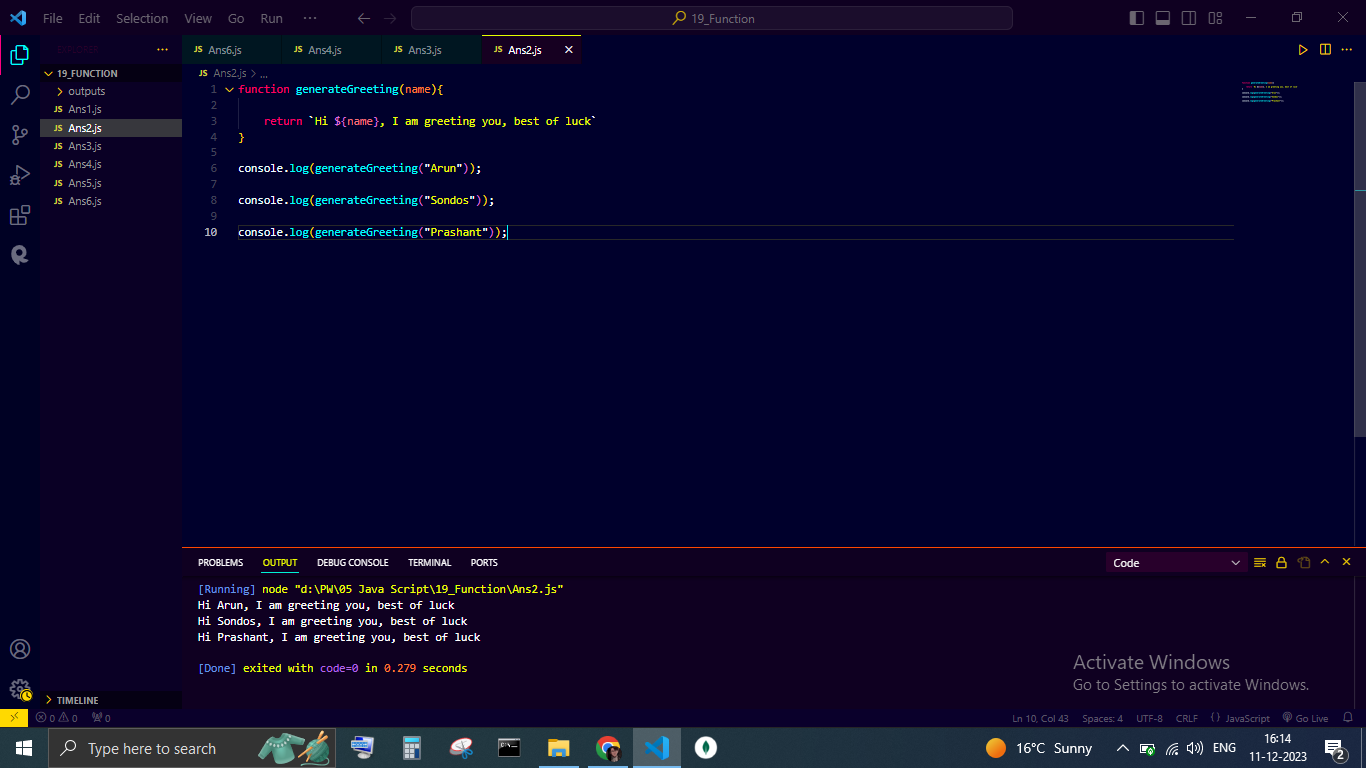 File Edit Selection View Go Run ··· 19_Function
Ans6.js Ans4.js Ans3.js Ans2.js
19_FUNCTION
outputs
Ans1.js
Ans2.js
Ans3.js
Ans4.js
Ans5.js
Ans6.js
JS Ans2.js > ...
1 function generateGreeting(name){
2
3 return `Hi ${name}, I am greeting you, best of luck`
4 }
5
6 console.log(generateGreeting("Arun"));
7
8 console.log(generateGreeting("Sondos"));
9
10 console.log(generateGreeting("Prashant"));
PROBLEMS OUTPUT DEBUG CONSOLE TERMINAL PORTS Code
[Running] node "d:\PW\05 Java Script\19_Function\Ans2.js"
Hi Arun, I am greeting you, best of luck
Hi Sondos, I am greeting you, best of luck
Hi Prashant, I am greeting you, best of luck
[Done] exited with code=0 in 0.279 seconds
Activate Windows
Go to Settings to activate Windows.
TIMELINE
0 0 0 Ln 10, Col 43 Spaces: 4 UTF-8 CRLF {} JavaScript Go Live
Type here to search 16°C Sunny ENG 16:14
11-12-2023 2